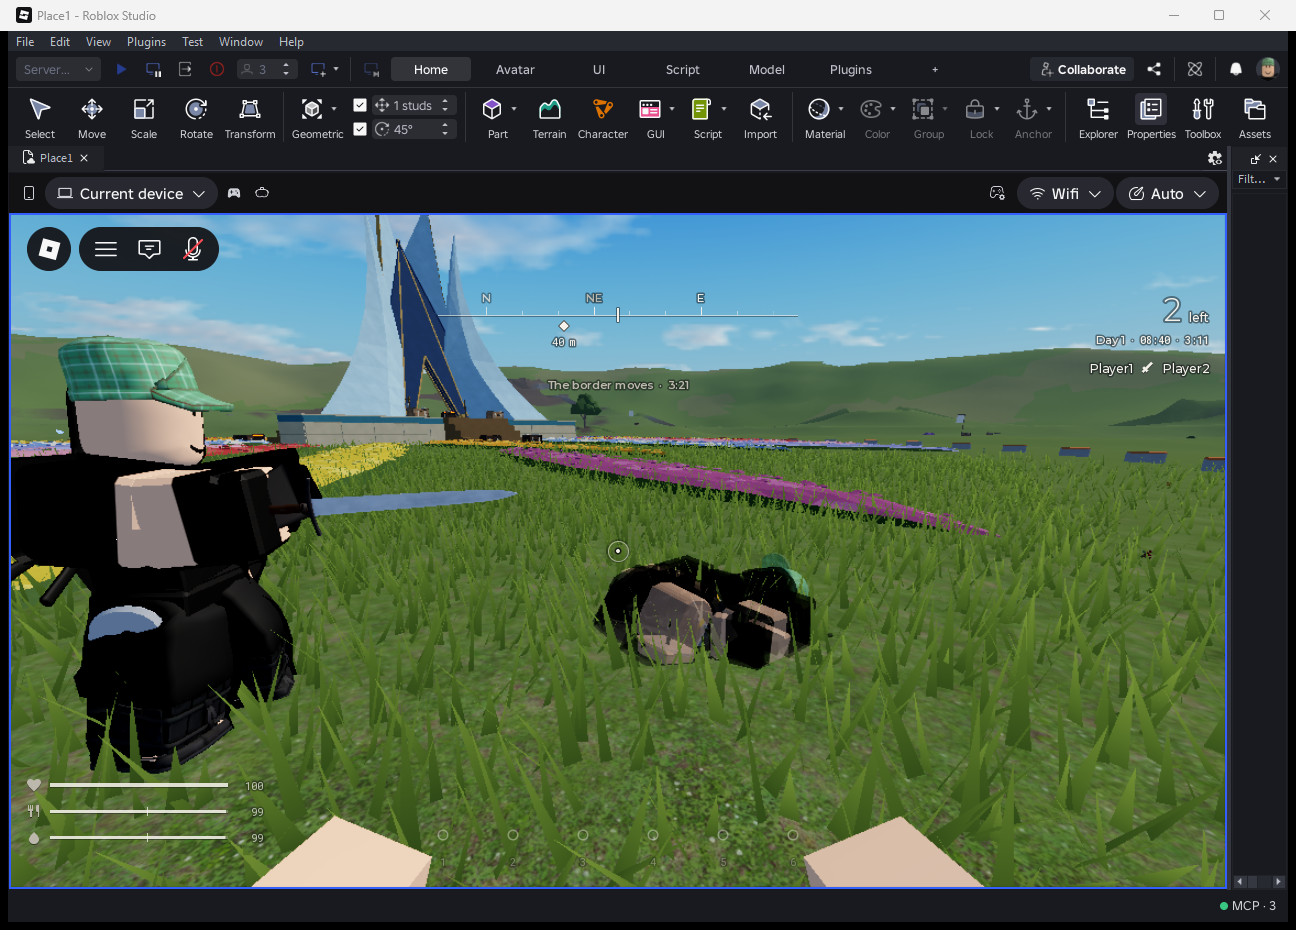 Place1 - Roblox Studio
File Edit View Plugins Test Window Help
Server... 3 Home Avatar UI Script Model Plugins + Collaborate
1 studs
45°
Select Move Scale Rotate Transform Geometric Part Terrain Character GUI Script Import Material Color Group Lock Anchor Explorer Properties Toolbox Assets
Place1
Filt...
Current device Wifi Auto
N NE E
40 m
2 left
Day1 · 08:40 · 3:11
Player1 Player2
The border moves · 3:21
100
99
99
1 2 3 4 5 6
MCP · 3